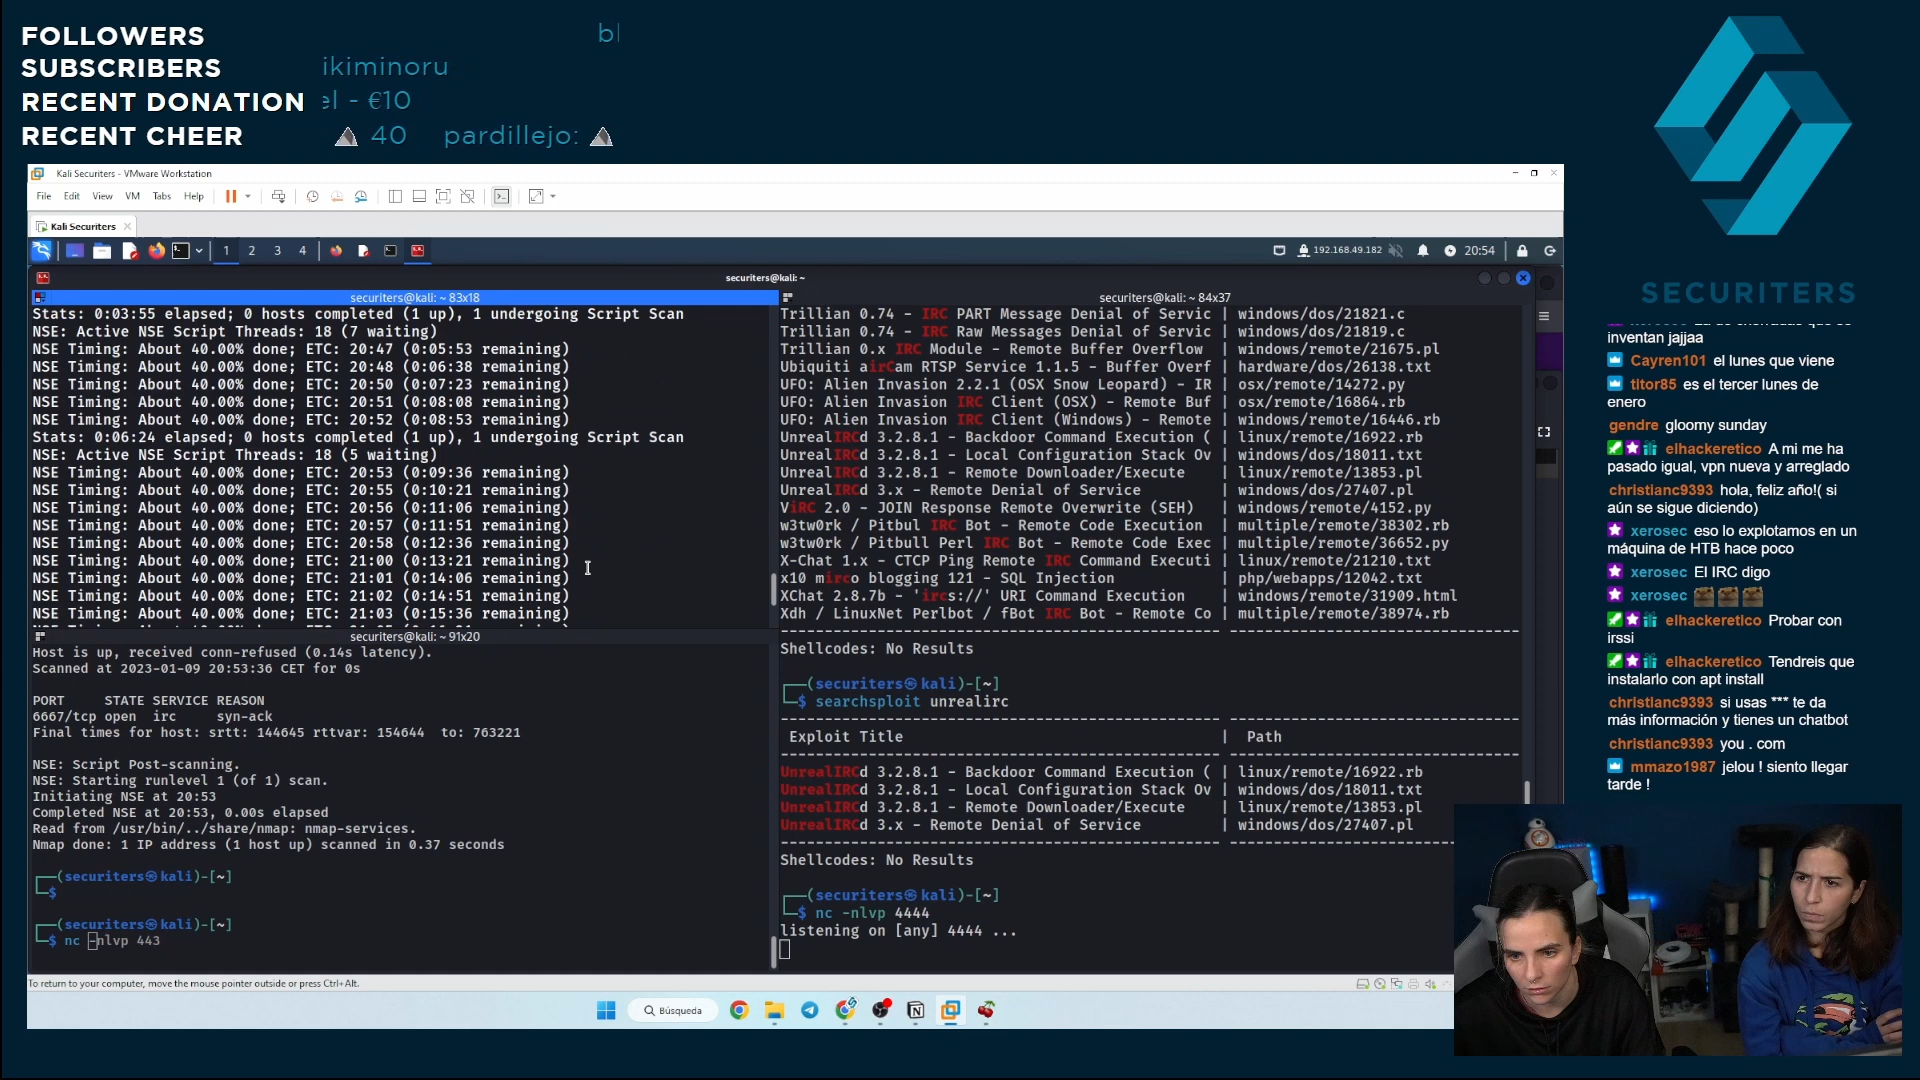 FOLLOWERS
bl
SUBSCRIBERS
ikiminoru
RECENT DONATION
el - €10
RECENT CHEER
40 pardillejo:
SECURITERS
Kali Securiters - VMware Workstation
File Edit View VM Tabs Help
Kali Securiters
1 2 3 4
192.168.49.182
20:54
securiters@kali: ~
securiters@kali: ~ 83x18
Stats: 0:03:55 elapsed; 0 hosts completed (1 up), 1 undergoing Script Scan
NSE: Active NSE Script Threads: 18 (7 waiting)
NSE Timing: About 40.00% done; ETC: 20:47 (0:05:53 remaining)
NSE Timing: About 40.00% done; ETC: 20:48 (0:06:38 remaining)
NSE Timing: About 40.00% done; ETC: 20:50 (0:07:23 remaining)
NSE Timing: About 40.00% done; ETC: 20:51 (0:08:08 remaining)
NSE Timing: About 40.00% done; ETC: 20:52 (0:08:53 remaining)
Stats: 0:06:24 elapsed; 0 hosts completed (1 up), 1 undergoing Script Scan
NSE: Active NSE Script Threads: 18 (5 waiting)
NSE Timing: About 40.00% done; ETC: 20:53 (0:09:36 remaining)
NSE Timing: About 40.00% done; ETC: 20:55 (0:10:21 remaining)
NSE Timing: About 40.00% done; ETC: 20:56 (0:11:06 remaining)
NSE Timing: About 40.00% done; ETC: 20:57 (0:11:51 remaining)
NSE Timing: About 40.00% done; ETC: 20:58 (0:12:36 remaining)
NSE Timing: About 40.00% done; ETC: 21:00 (0:13:21 remaining)
NSE Timing: About 40.00% done; ETC: 21:01 (0:14:06 remaining)
NSE Timing: About 40.00% done; ETC: 21:02 (0:14:51 remaining)
NSE Timing: About 40.00% done; ETC: 21:03 (0:15:36 remaining)
securiters@kali: ~ 91x20
Host is up, received conn-refused (0.14s latency).
Scanned at 2023-01-09 20:53:36 CET for 0s
PORT STATE SERVICE REASON
6667/tcp open irc syn-ack
Final times for host: srtt: 144645 rttvar: 154644 to: 763221
NSE: Script Post-scanning.
NSE: Starting runlevel 1 (of 1) scan.
Initiating NSE at 20:53
Completed NSE at 20:53, 0.00s elapsed
Read from /usr/bin/../share/nmap: nmap-services.
Nmap done: 1 IP address (1 host up) scanned in 0.37 seconds
(securiters㉿kali)-[~]
$
(securiters㉿kali)-[~]
$ nc -nlvp 443
securiters@kali: ~ 84x37
Trillian 0.74 - IRC PART Message Denial of Servic | windows/dos/21821.c
Trillian 0.74 - IRC Raw Messages Denial of Servic | windows/dos/21819.c
Trillian 0.x IRC Module - Remote Buffer Overflow | windows/remote/21675.pl
Ubiquiti airCam RTSP Service 1.1.5 - Buffer Overf | hardware/dos/26138.txt
UFO: Alien Invasion 2.2.1 (OSX Snow Leopard) - IR | osx/remote/14272.py
UFO: Alien Invasion IRC Client (OSX) - Remote Buf | osx/remote/16864.rb
UFO: Alien Invasion IRC Client (Windows) - Remote | windows/remote/16446.rb
UnrealIRCd 3.2.8.1 - Backdoor Command Execution ( | linux/remote/16922.rb
UnrealIRCd 3.2.8.1 - Local Configuration Stack Ov | windows/dos/18011.txt
UnrealIRCd 3.2.8.1 - Remote Downloader/Execute | linux/remote/13853.pl
UnrealIRCd 3.x - Remote Denial of Service | windows/dos/27407.pl
ViRC 2.0 - JOIN Response Remote Overwrite (SEH) | windows/remote/4152.py
w3tw0rk / Pitbul IRC Bot - Remote Code Execution | multiple/remote/38302.rb
w3tw0rk / Pitbull Perl IRC Bot - Remote Code Exec | multiple/remote/36652.py
X-Chat 1.x - CTCP Ping Remote IRC Command Executi | linux/remote/21210.txt
x10 mirco blogging 121 - SQL Injection | php/webapps/12042.txt
XChat 2.8.7b - 'ircs://' URI Command Execution | windows/remote/31909.html
Xdh / LinuxNet Perlbot / fBot IRC Bot - Remote Co | multiple/remote/38974.rb
Shellcodes: No Results
(securiters㉿kali)-[~]
$ searchsploit unrealirc
Exploit Title | Path
UnrealIRCd 3.2.8.1 - Backdoor Command Execution ( | linux/remote/16922.rb
UnrealIRCd 3.2.8.1 - Local Configuration Stack Ov | windows/dos/18011.txt
UnrealIRCd 3.2.8.1 - Remote Downloader/Execute | linux/remote/13853.pl
UnrealIRCd 3.x - Remote Denial of Service | windows/dos/27407.pl
Shellcodes: No Results
(securiters㉿kali)-[~]
$ nc -nlvp 4444
listening on [any] 4444 ...
To return to your computer, move the mouse pointer outside or press Ctrl+Alt.
Búsqueda
inventan jajjaa
Cayren101 el lunes que viene
titor85 es el tercer lunes de
enero
gendre gloomy sunday
elhackeretico A mi me ha
pasado igual, vpn nueva y arreglado
christianc9393 hola, feliz año!( si
aún se sigue diciendo)
xerosec eso lo explotamos en un
máquina de HTB hace poco
xerosec El IRC digo
xerosec
elhackeretico Probar con
irssi
elhackeretico Tendreis que
instalarlo con apt install
christianc9393 si usas *** te da
más información y tienes un chatbot
christianc9393 you . com
mmazo1987 jelou ! siento llegar
tarde !